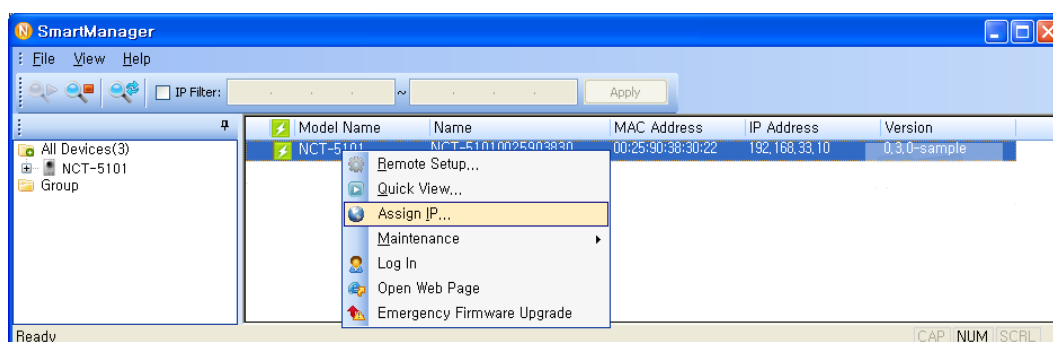 SmartManager
File View Help
IP Filter: ~ Apply
Model Name Name MAC Address IP Address Version
All Devices(3)
NCT-5101
Group
NCT-5101 NCT-51010025903830 00:25:90:38:30:22 192,168,33,10 0,3,0-sample
Remote Setup,,,
Quick View,,,
Assign IP,,,
Maintenance
Log In
Open Web Page
Emergency Firmware Upgrade
Ready CAP NUM SCRL